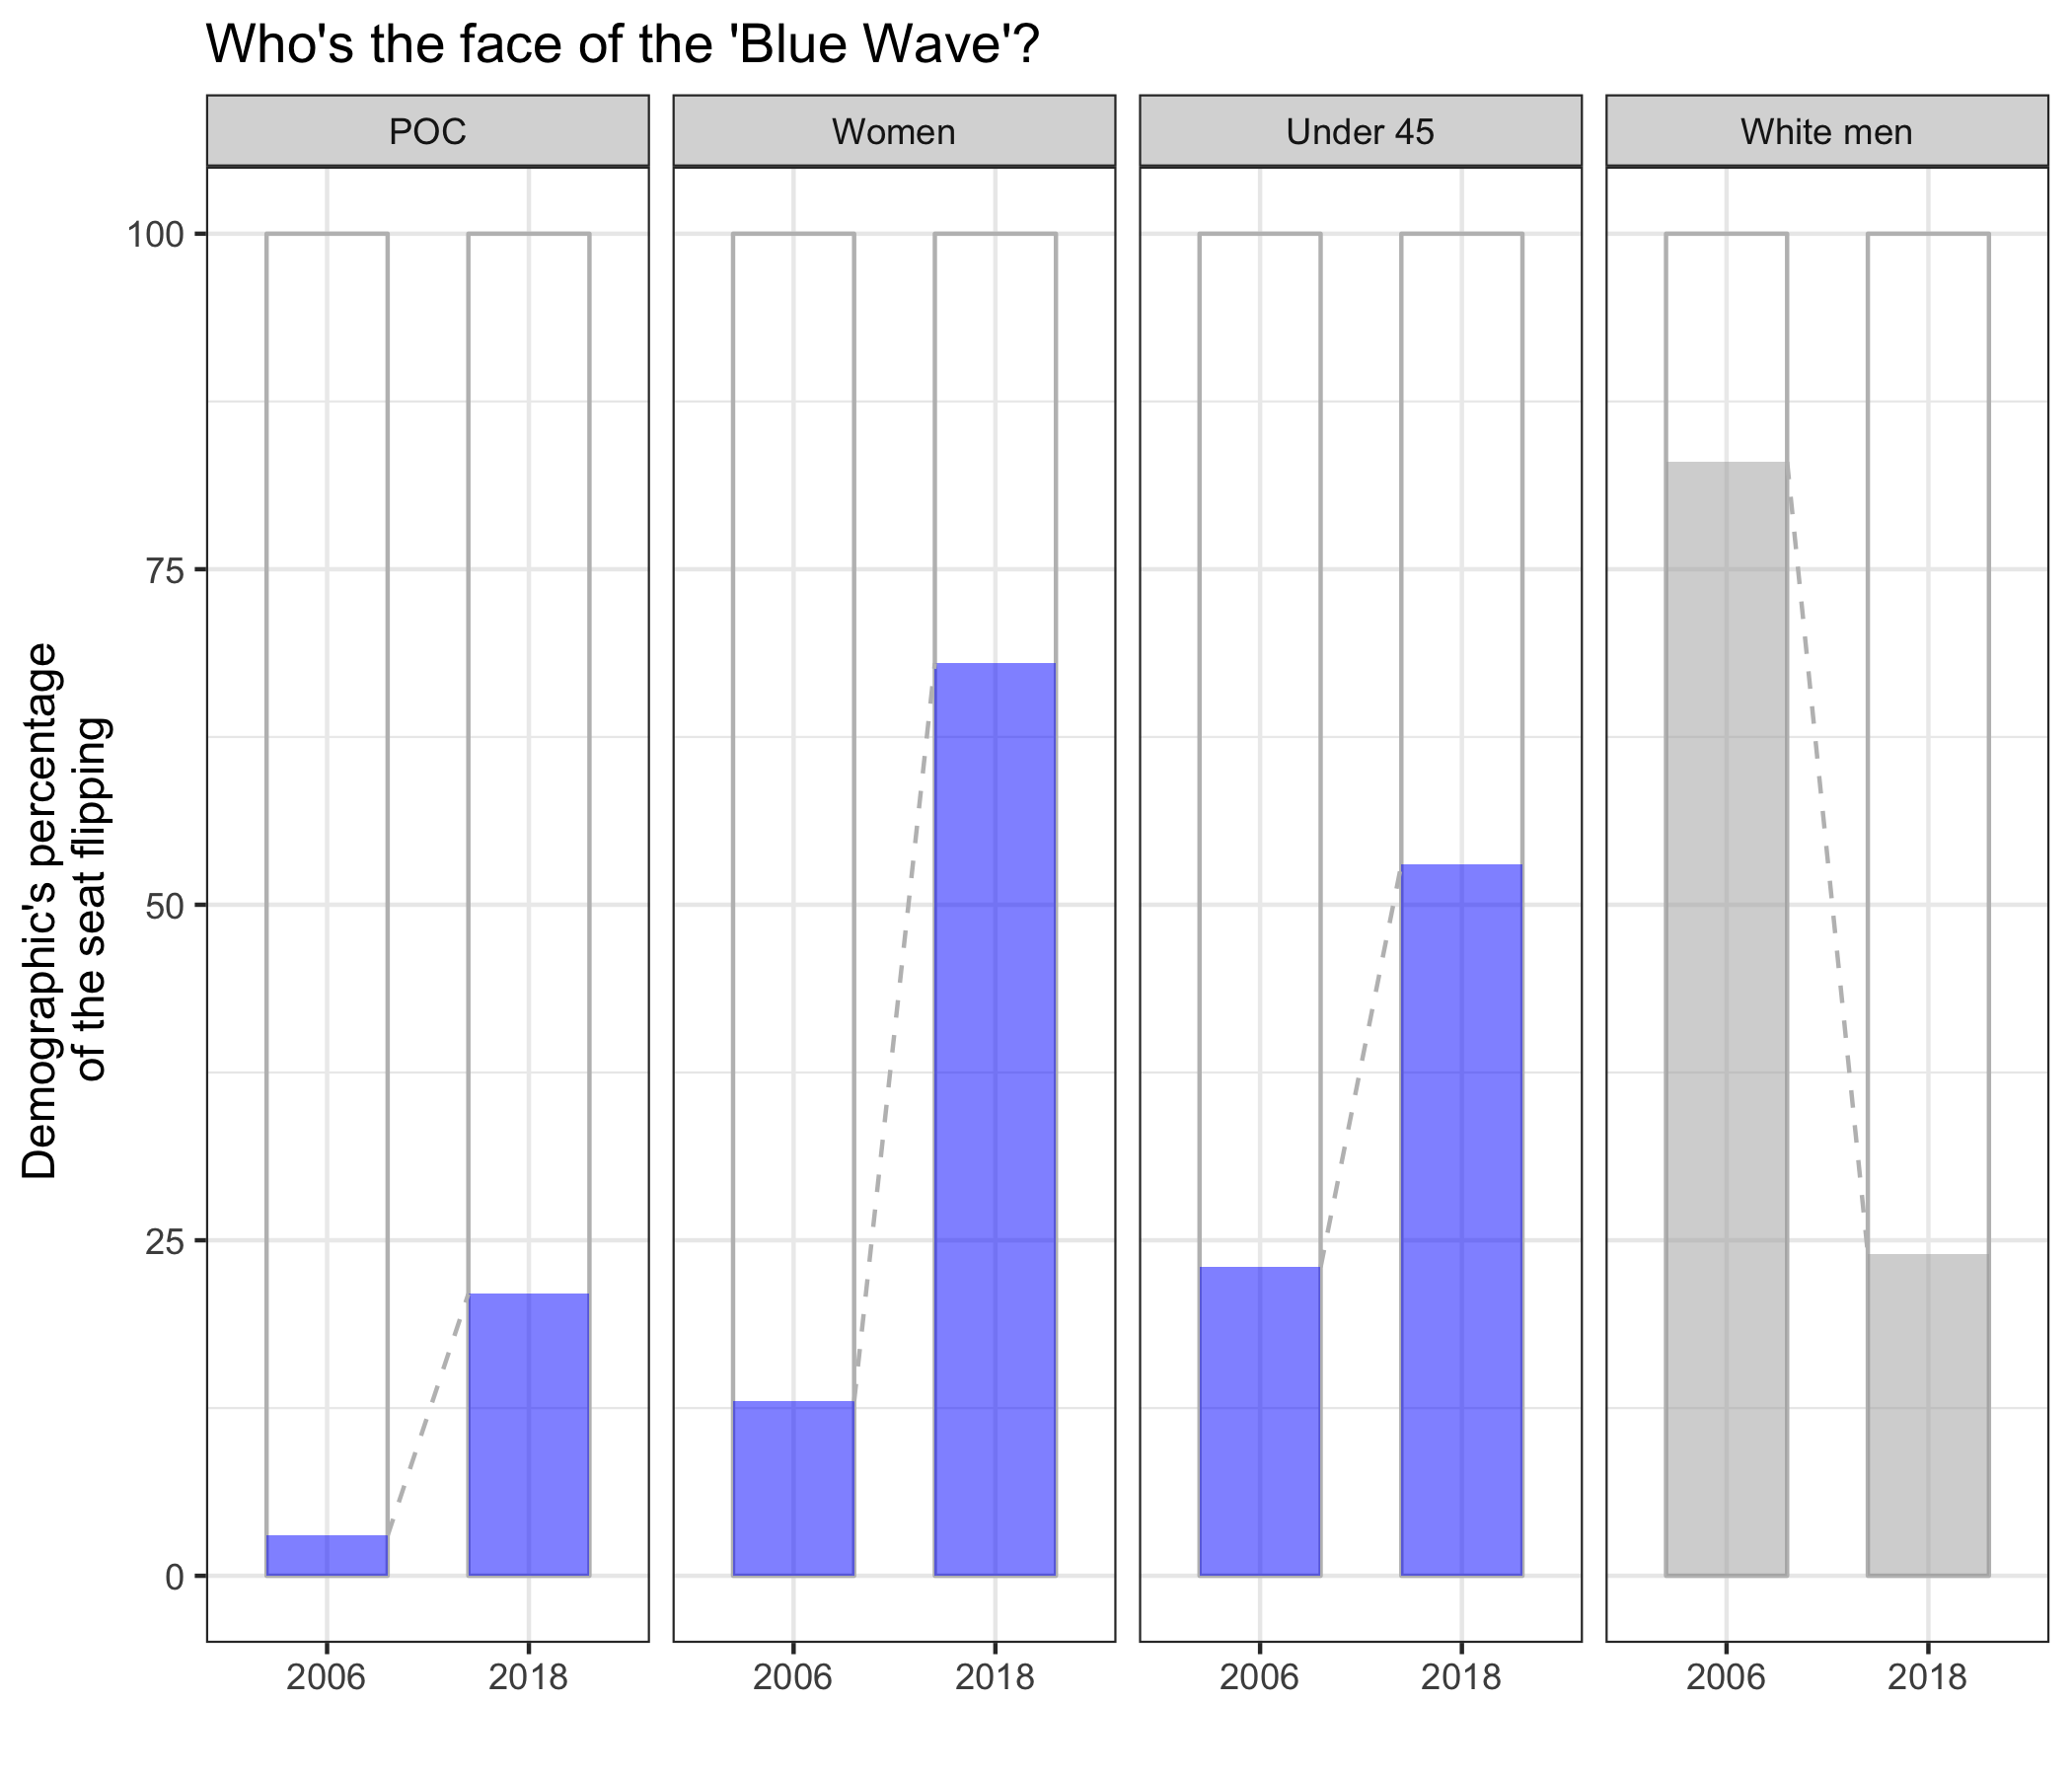 Who's the face of the 'Blue Wave'?
POC
Women
Under 45
White men
Demographic's percentage
of the seat flipping
100
75
50
25
0
2006
2018
2006
2018
2006
2018
2006
2018